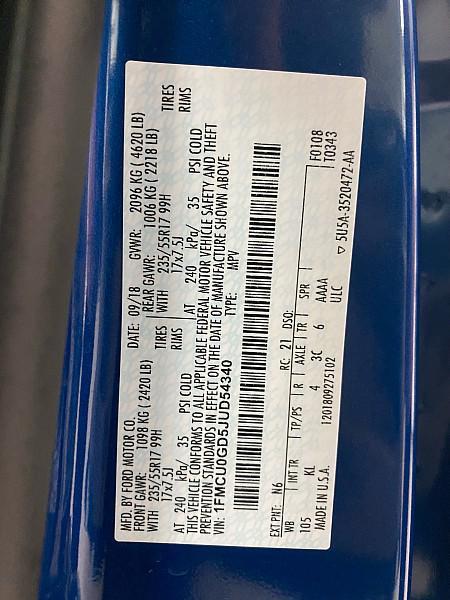 MFD. BY FORD MOTOR CO.
DATE: 09/18 GVWR: 2096 KG ( 4620 LB)
FRONT GAWR: 1098 KG ( 2420 LB) REAR GAWR: 1006 KG ( 2218 LB)
WITH 235/55R17 99H TIRES WITH 235/55R17 99H TIRES
17x7.5J RIMS 17x7.5J RIMS
AT 240 kPa/ 35 PSI COLD AT 240 kPa/ 35 PSI COLD
THIS VEHICLE CONFORMS TO ALL APPLICABLE FEDERAL MOTOR VEHICLE SAFETY AND THEFT
PREVENTION STANDARDS IN EFFECT ON THE DATE OF MANUFACTURE SHOWN ABOVE.
VIN: 1FMCU0GD5JUD54340 TYPE: MPV
F0108
T0343
EXT PNT: N6 RC: 21 DSO:
WB INT TR TP/PS R AXLE TR SPR
105 KL 4 3C 6 AAAA
ULC
▽ 5U5A-3520472-AA
MADE IN U.S.A. 1201809275102